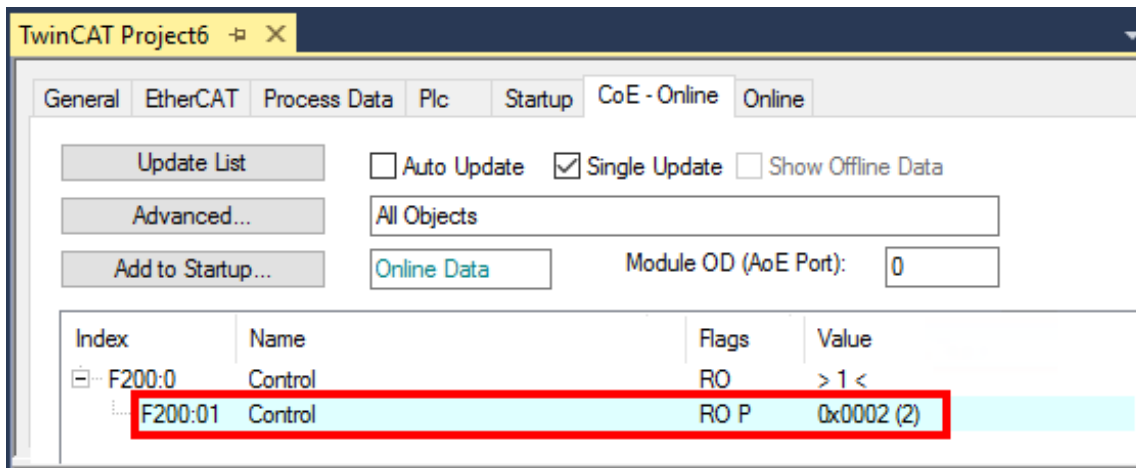 TwinCAT Project6
General EtherCAT Process Data Plc Startup CoE - Online Online
Update List Auto Update Single Update Show Offline Data
Advanced... All Objects
Add to Startup... Online Data Module OD (AoE Port): 0
Index Name Flags Value
F200:0 Control RO > 1 <
F200:01 Control RO P 0x0002 (2)